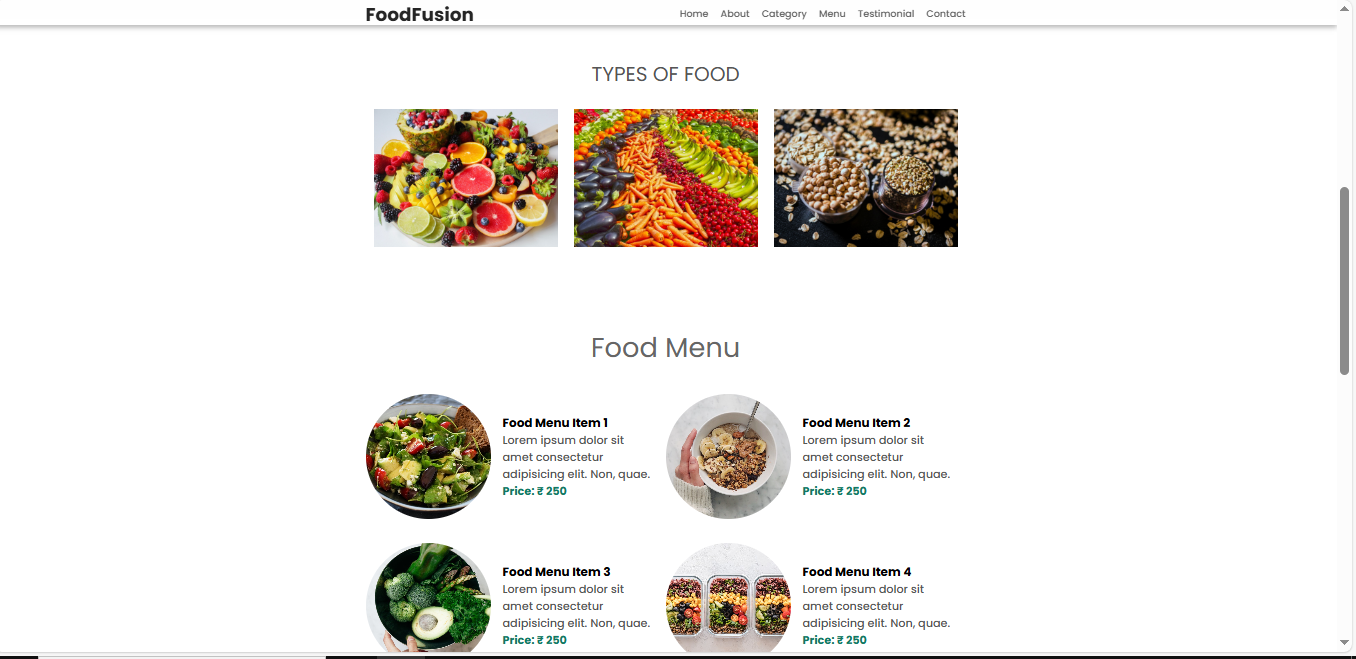 FoodFusion
Home About Category Menu Testimonial Contact
TYPES OF FOOD
Food Menu
Food Menu Item 1
Lorem ipsum dolor sit
amet consectetur
adipisicing elit. Non, quae.
Price: ₹ 250
Food Menu Item 2
Lorem ipsum dolor sit
amet consectetur
adipisicing elit. Non, quae.
Price: ₹ 250
Food Menu Item 3
Lorem ipsum dolor sit
amet consectetur
adipisicing elit. Non, quae.
Price: ₹ 250
Food Menu Item 4
Lorem ipsum dolor sit
amet consectetur
adipisicing elit. Non, quae.
Price: ₹ 250